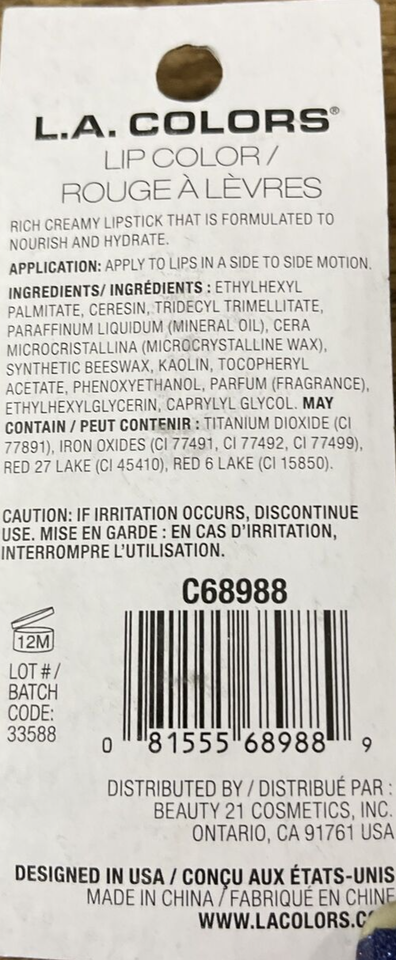 L.A. COLORS®
LIP COLOR /
ROUGE À LÈVRES
RICH CREAMY LIPSTICK THAT IS FORMULATED TO
NOURISH AND HYDRATE.
APPLICATION: APPLY TO LIPS IN A SIDE TO SIDE MOTION.
INGREDIENTS/ INGRÉDIENTS : ETHYLHEXYL
PALMITATE, CERESIN, TRIDECYL TRIMELLITATE,
PARAFFINUM LIQUIDUM (MINERAL OIL), CERA
MICROCRISTALLINA (MICROCRYSTALLINE WAX),
SYNTHETIC BEESWAX, KAOLIN, TOCOPHERYL
ACETATE, PHENOXYETHANOL, PARFUM (FRAGRANCE),
ETHYLHEXYLGLYCERIN, CAPRYLYL GLYCOL. MAY
CONTAIN / PEUT CONTENIR : TITANIUM DIOXIDE (CI
77891), IRON OXIDES (CI 77491, CI 77492, CI 77499),
RED 27 LAKE (CI 45410), RED 6 LAKE (CI 15850).
CAUTION: IF IRRITATION OCCURS, DISCONTINUE
USE. MISE EN GARDE : EN CAS D'IRRITATION,
INTERROMPRE L'UTILISATION.
C68988
12M
LOT #/
BATCH
CODE:
33588
0 81555 68988 9
DISTRIBUTED BY / DISTRIBUÉ PAR :
BEAUTY 21 COSMETICS, INC.
ONTARIO, CA 91761 USA
DESIGNED IN USA / CONÇU AUX ÉTATS-UNIS
MADE IN CHINA / FABRIQUÉ EN CHINE
WWW.LACOLORS.C